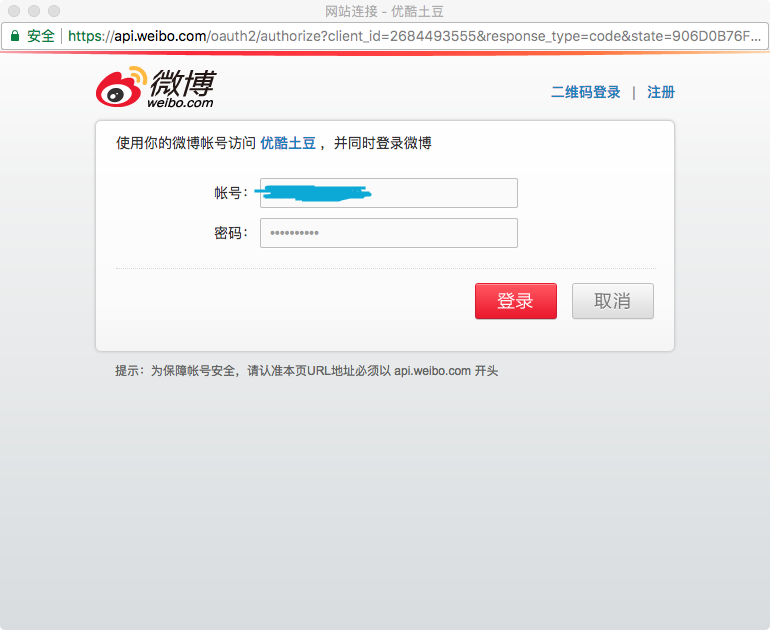 网站连接 - 优酷土豆
安全 | https://api.weibo.com/oauth2/authorize?client_id=2684493555&response_type=code&state=906D0B76F...
微博
weibo.com
二维码登录 | 注册
使用你的微博帐号访问 优酷土豆 ，并同时登录微博
帐号：
密码： ••••••••••
登录 取消
提示：为保障帐号安全，请认准本页URL地址必须以 api.weibo.com 开头